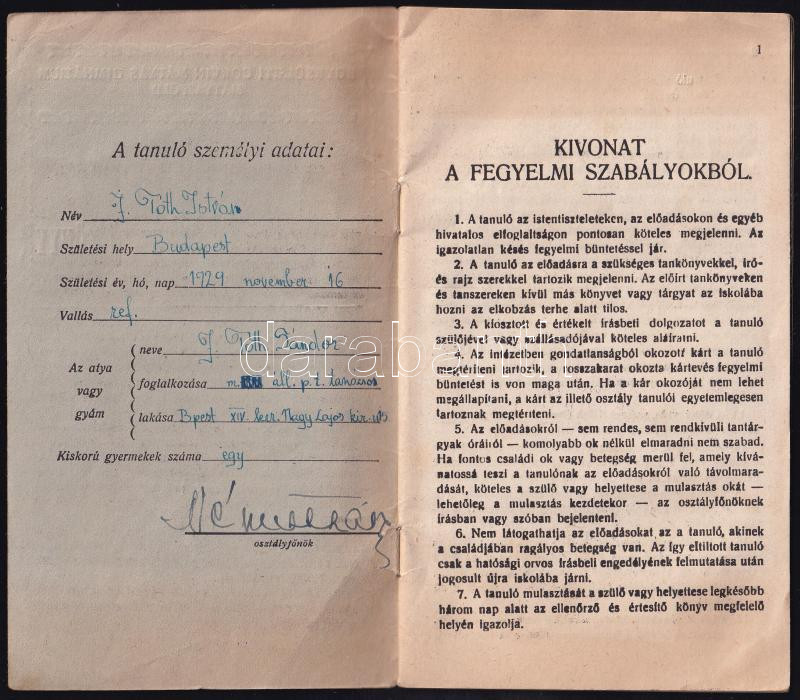 A tanuló személyi adatai:
Név J. Tóth István
Születési hely Budapest
Születési év, hó, nap 1929 november 16
Vallás ref.
Az atya
vagy
gyám
neve J. Tóth Sándor
foglalkozása m. áll. p. t. tanácsos
lakása Bpest XIV. ker. Nagy Lajos kir.
Kiskorú gyermekek száma egy
osztályfőnök
1
KIVONAT
A FEGYELMI SZABÁLYOKBÓL.
1. A tanuló az istentiszteleteken, az előadásokon és egyéb
hivatalos elfoglaltságon pontosan köteles megjelenni. Az
igazolatlan késés fegyelmi büntetéssel jár.
2. A tanuló az előadásra a szükséges tankönyvekkel, író-
és rajz szerekkel tartozik megjelenni. Az előírt tankönyveken
és tanszereken kívül más könyvet vagy tárgyat az iskolába
hozni az elkobzás terhe alatt tilos.
3. A kiosztott és értékelt írásbeli dolgozatot a tanuló
szülőjével vagy szállásadójával köteles aláíratni.
4. Az intézetben gondatlanságból okozott kárt a tanuló
megtéríteni tartozik, a rosszakarat okozta kártevés fegyelmi
büntetést is von maga után. Ha a kár okozóját nem lehet
megállapítani, a kárt az illető osztály tanulói egyetemlegesen
tartoznak megtéríteni.
5. Az előadásokról — sem rendes, sem rendkívüli tantár-
gyak óráiról — komolyabb ok nélkül elmaradni nem szabad.
Ha fontos családi ok vagy betegség merül fel, amely kívá-
natossá teszi a tanulónak az előadásokról való távolmara-
dását, köteles a szülő vagy helyettese a mulasztás okát —
lehetőleg a mulasztás kezdetekor — az osztályfőnöknek
írásban vagy szóban bejelenteni.
6. Nem látogathatja az előadásokat az a tanuló, akinek
a családjában ragályos betegség van. Az így eltiltott tanuló
csak a hatósági orvos írásbeli engedélyének felmutatása után
jogosult újra iskolába járni.
7. A tanuló mulasztását a szülő vagy helyettese legkésőbb
három nap alatt az ellenőrző és értesítő könyv megfelelő
helyén igazolja.
darabanth